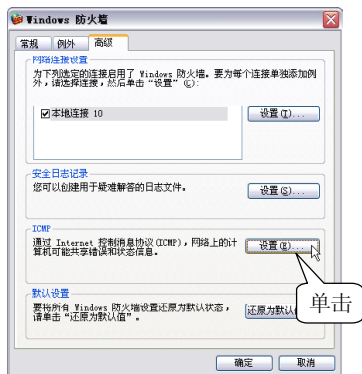 Windows 防火墙
常规 例外 高级
网络连接设置
为下列选定的连接启用了 Windows 防火墙。要为每个连接单独添加例
外，请选择连接，然后单击“设置”(C)：
本地连接 10
设置(T)...
安全日志记录
您可以创建用于疑难解答的日志文件。
设置(S)...
ICMP
通过 Internet 控制消息协议(ICMP)，网络上的计
算机可能共享错误和状态信息。
设置(E)...
单击
默认设置
要将所有 Windows 防火墙设置还原为默认状态，
请单击“还原为默认值”。
还原为默认
确定 取消